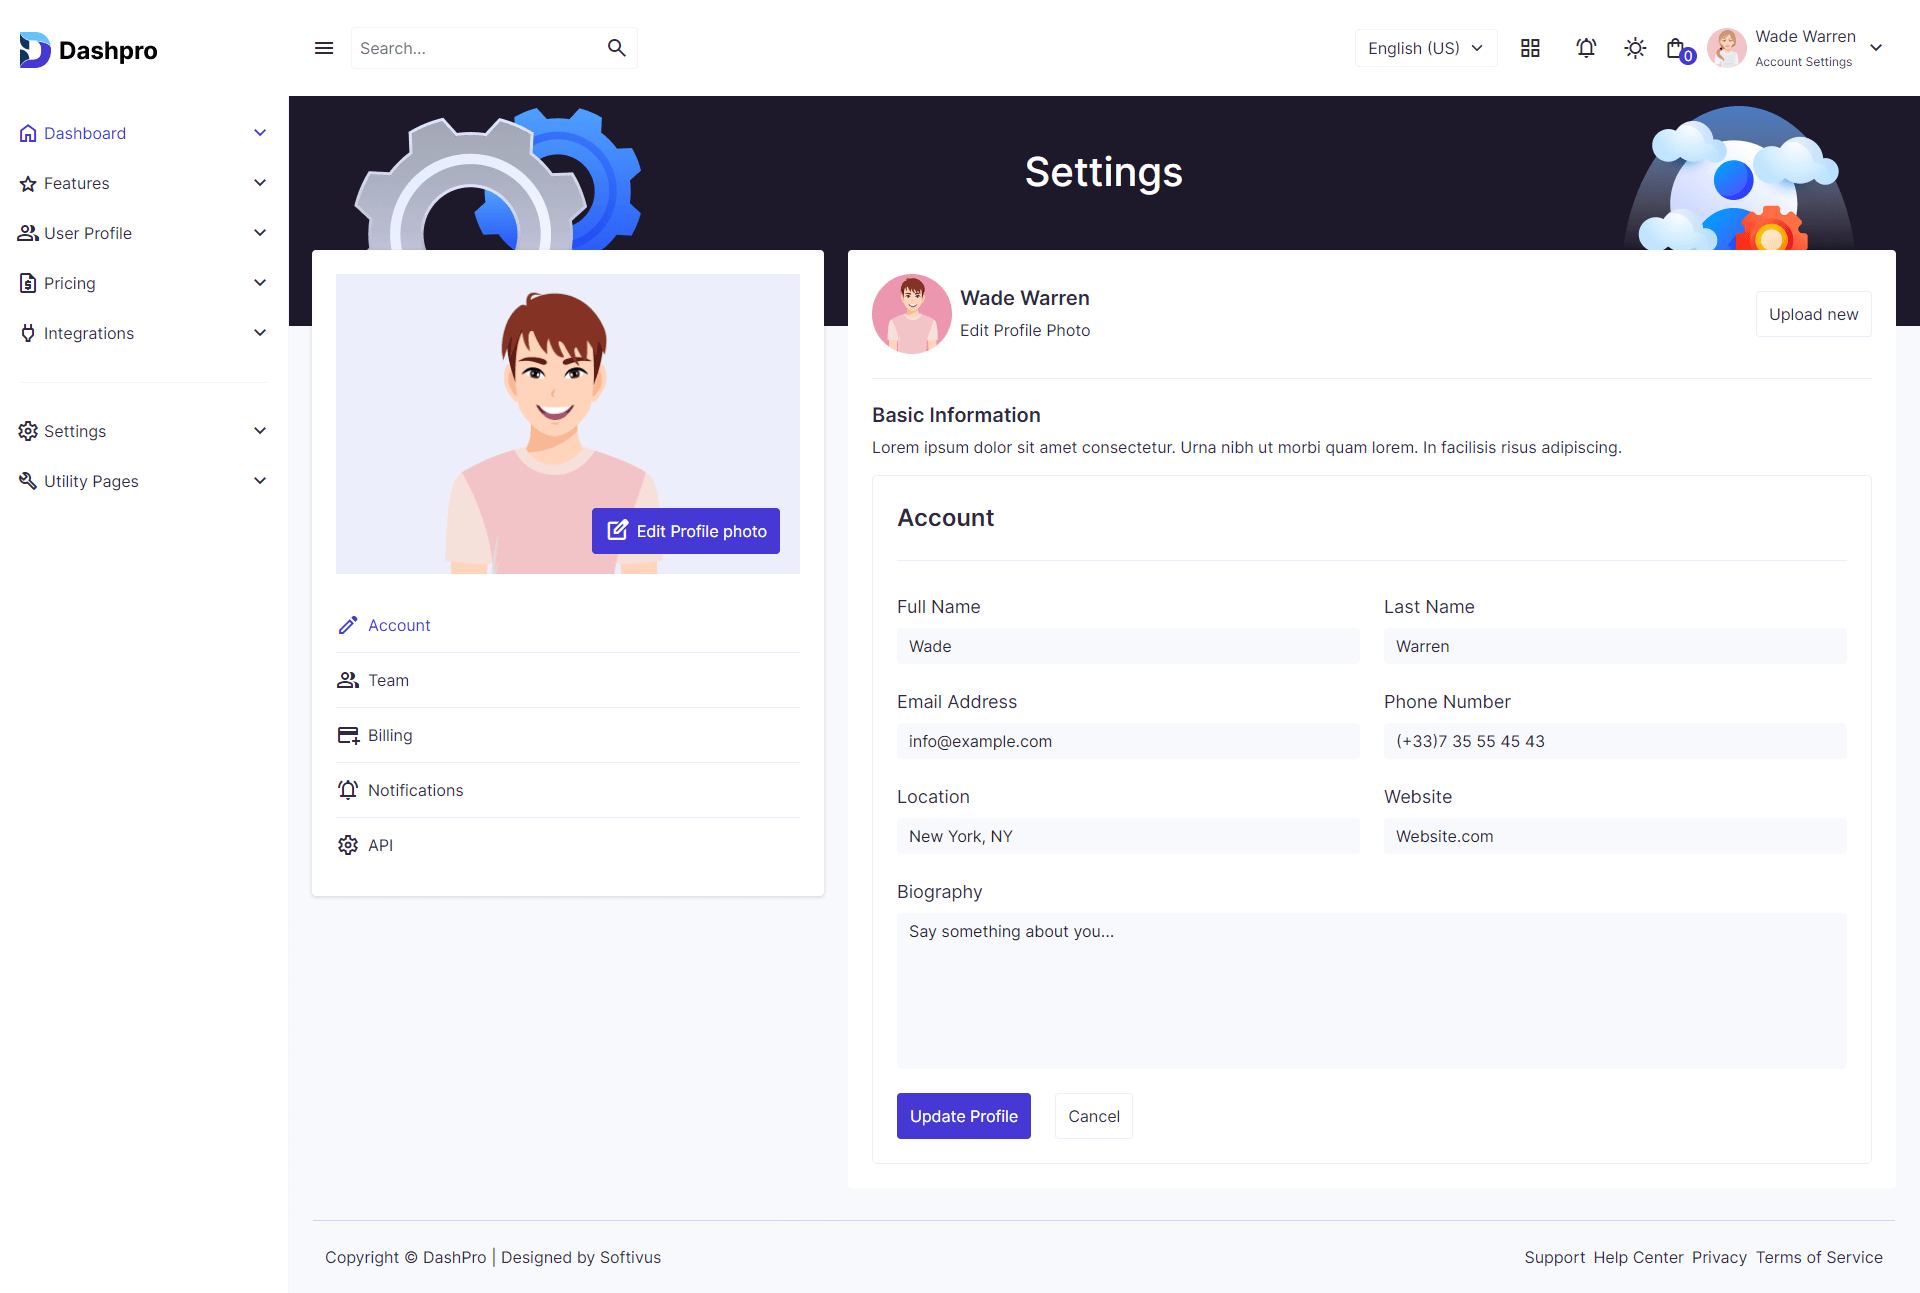 Dashpro
Search...
English (US)
0
Wade Warren
Account Settings
Dashboard
Features
User Profile
Pricing
Integrations
Settings
Utility Pages
Settings
Edit Profile photo
Account
Team
Billing
Notifications
API
Wade Warren
Edit Profile Photo
Upload new
Basic Information
Lorem ipsum dolor sit amet consectetur. Urna nibh ut morbi quam lorem. In facilisis risus adipiscing.
Account
Full Name
Wade
Last Name
Warren
Email Address
info@example.com
Phone Number
(+33)7 35 55 45 43
Location
New York, NY
Website
Website.com
Biography
Say something about you...
Update Profile
Cancel
Copyright © DashPro | Designed by Softivus
Support Help Center Privacy Terms of Service